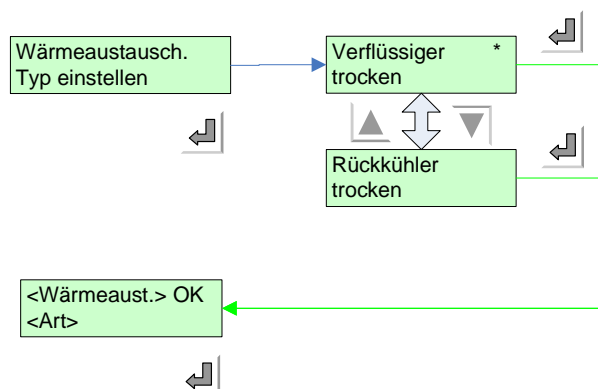 Wärmeaustausch.
Typ einstellen
Verflüssiger *
trocken
Rückkühler
trocken
<Wärmeaust.> OK
<Art>